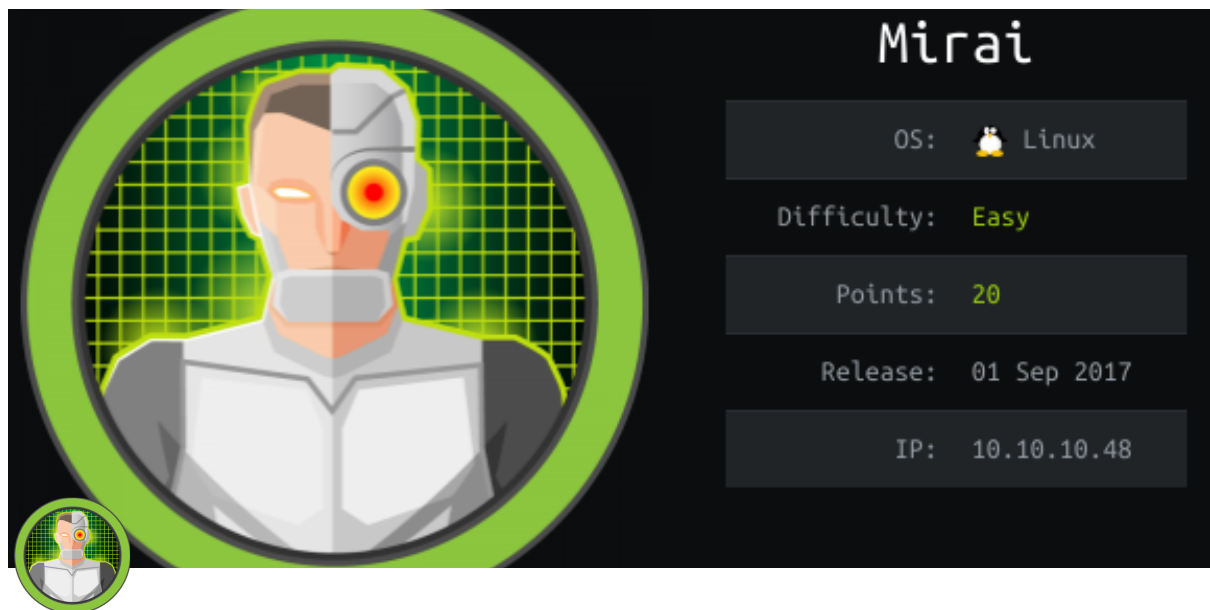 Mirai
OS: Linux
Difficulty: Easy
Points: 20
Release: 01 Sep 2017
IP: 10.10.10.48